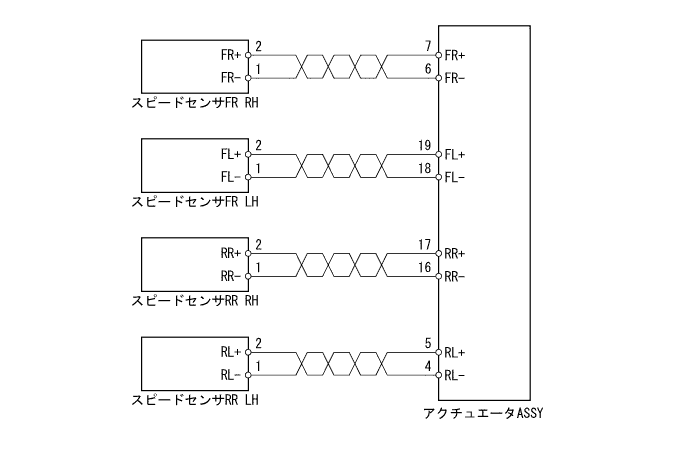 FR+ 2 7 FR+
FR- 1 6 FR-
スピードセンサFR RH
FL+ 2 19 FL+
FL- 1 18 FL-
スピードセンサFR LH
RR+ 2 17 RR+
RR- 1 16 RR-
スピードセンサRR RH
RL+ 2 5 RL+
RL- 1 4 RL-
スピードセンサRR LH
アクチュエータASSY